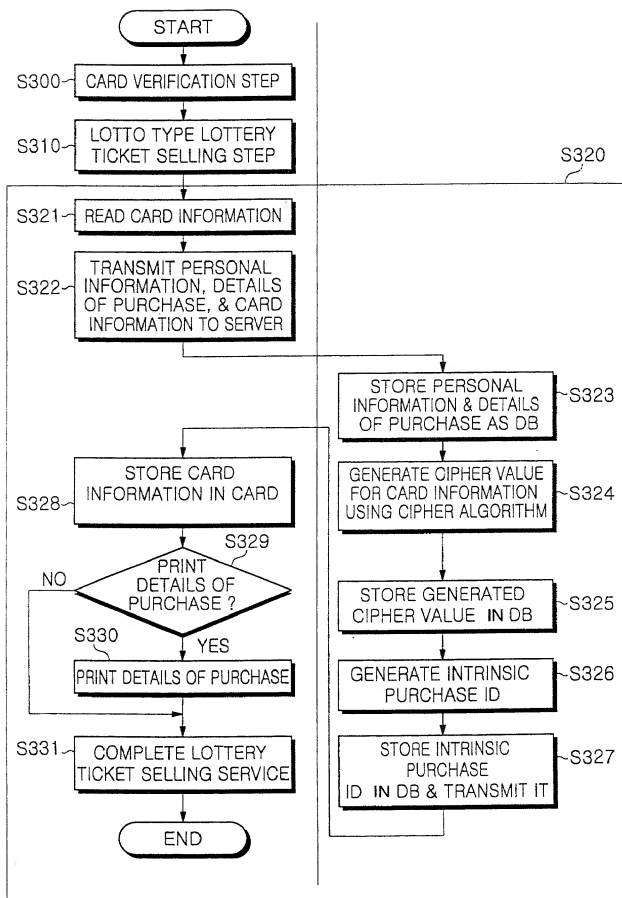 START
S300
CARD VERIFICATION STEP
S310
LOTTO TYPE LOTTERY
TICKET SELLING STEP
S320
S321
READ CARD INFORMATION
S322
TRANSMIT PERSONAL
INFORMATION, DETAILS
OF PURCHASE, & CARD
INFORMATION TO SERVER
STORE PERSONAL
INFORMATION & DETAILS
OF PURCHASE AS DB
S323
GENERATE CIPHER VALUE
FOR CARD INFORMATION
USING CIPHER ALGORITHM
S324
STORE GENERATED
CIPHER VALUE IN DB
S325
GENERATE INTRINSIC
PURCHASE ID
S326
STORE INTRINSIC
PURCHASE
ID IN DB & TRANSMIT IT
S327
STORE CARD
INFORMATION IN CARD
S328
S329
PRINT
DETAILS OF
PURCHASE ?
NO
YES
S330
PRINT DETAILS OF PURCHASE
S331
COMPLETE LOTTERY
TICKET SELLING SERVICE
END